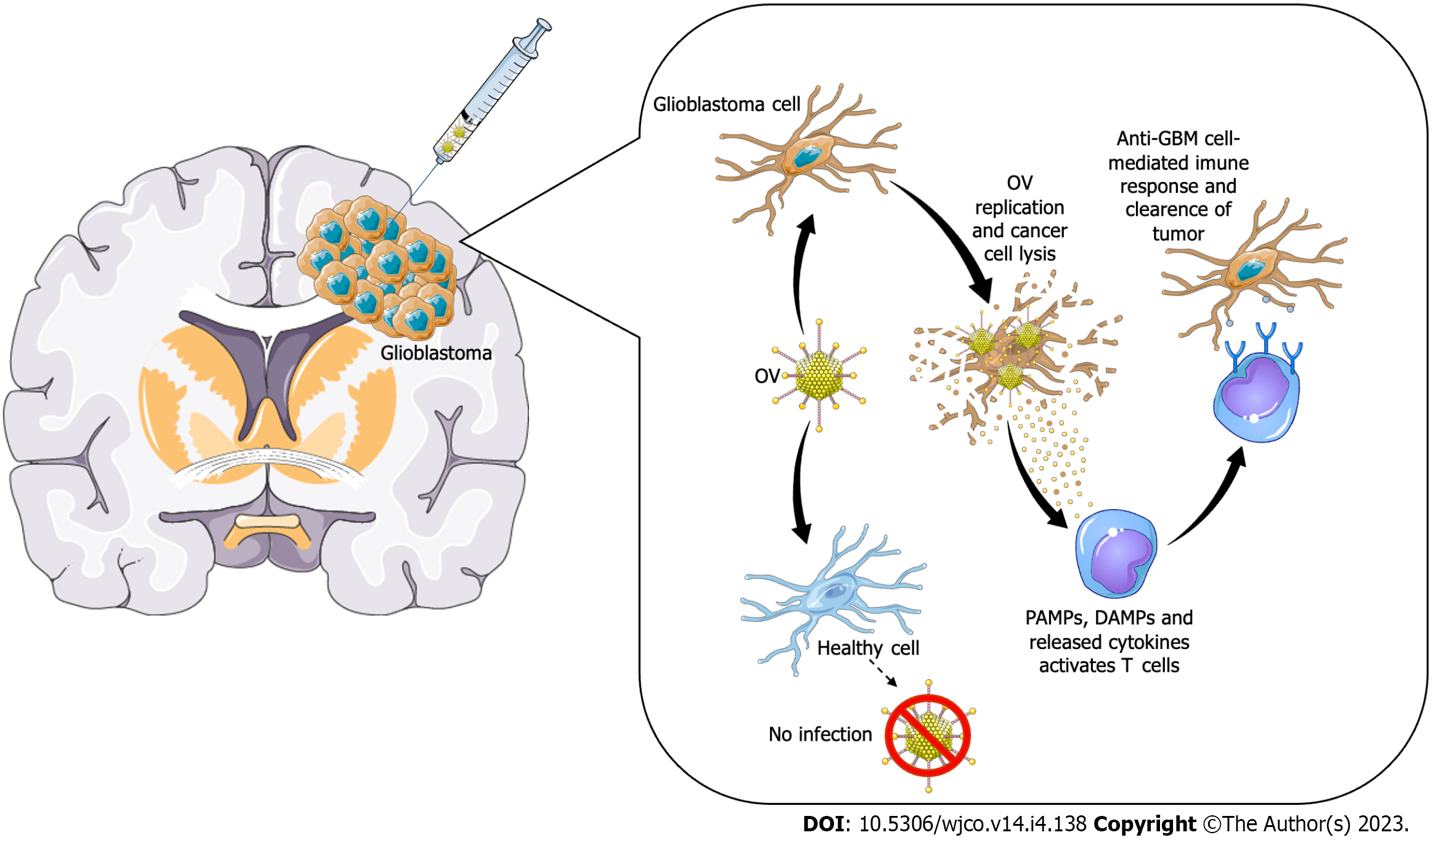 Glioblastoma
Glioblastoma cell
OV
replication
and cancer
cell lysis
Anti-GBM cell-
mediated imune
response and
clearence of
tumor
OV
Healthy cell
No infection
PAMPs, DAMPs and
released cytokines
activates T cells
DOI: 10.5306/wjco.v14.i4.138 Copyright ©The Author(s) 2023.